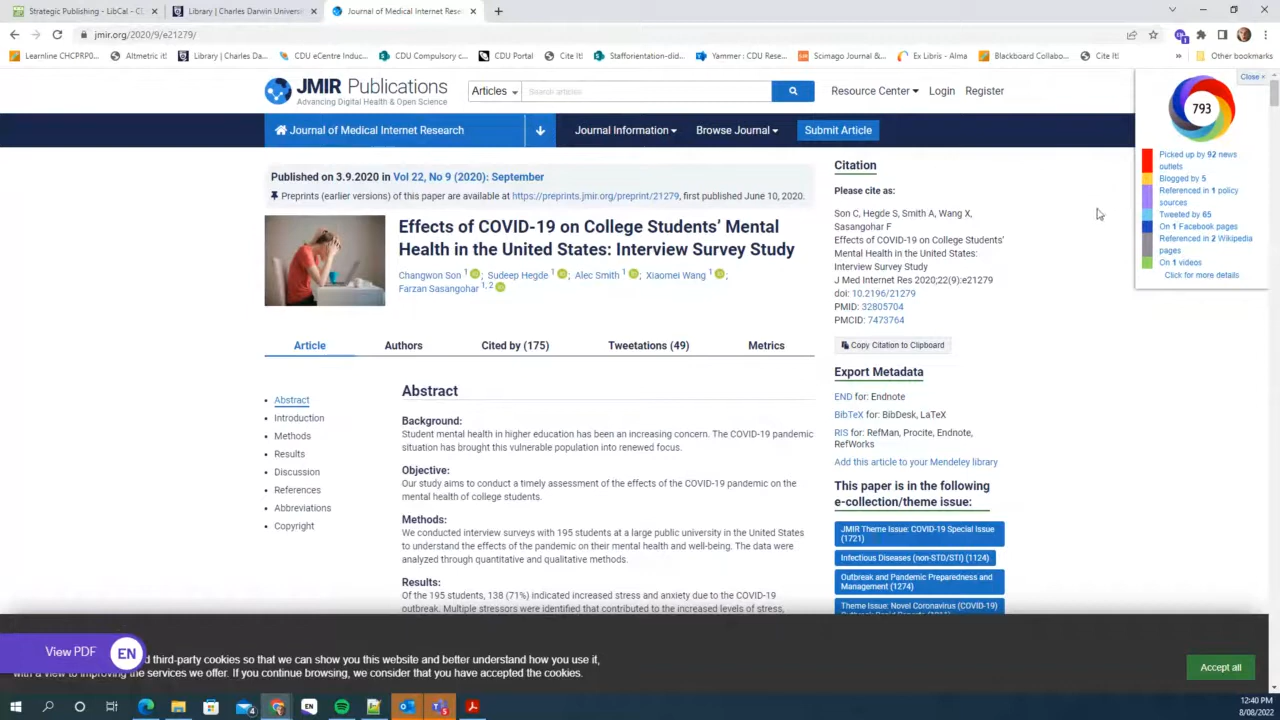 Strategic Publishing - LibCal - C
Library | Charles Darwin Universi
Journal of Medical Internet Resea
jmir.org/2020/9/e21279/
Learnline CHCPRP0...
Altmetric it!
Library | Charles Da...
CDU eCentre Induc...
CDU Compulsory c...
CDU Portal
Cite It!
Stafforientation-did...
Yammer : CDU Rese...
Scimago Journal &...
Ex Libris - Alma
Blackboard Collabo...
Cite It!
»
Other bookmarks
JMIR Publications
Advancing Digital Health & Open Science
Articles
Search articles
Resource Center
Login
Register
Close ×
793
Journal of Medical Internet Research
Journal Information
Browse Journal
Submit Article
Picked up by 92 news
outlets
Blogged by 5
Referenced in 1 policy
sources
Tweeted by 65
On 1 Facebook pages
Referenced in 2 Wikipedia
pages
On 1 videos
Click for more details
Published on 3.9.2020 in Vol 22, No 9 (2020): September
Preprints (earlier versions) of this paper are available at https://preprints.jmir.org/preprint/21279, first published June 10, 2020.
Effects of COVID-19 on College Students’ Mental
Health in the United States: Interview Survey Study
Changwon Son 1 ; Sudeep Hegde 1 ; Alec Smith 1 ; Xiaomei Wang 1 ;
Farzan Sasangohar 1, 2
Article
Authors
Cited by (175)
Tweetations (49)
Metrics
Abstract
Introduction
Methods
Results
Discussion
References
Abbreviations
Copyright
Abstract
Background:
Student mental health in higher education has been an increasing concern. The COVID-19 pandemic
situation has brought this vulnerable population into renewed focus.
Objective:
Our study aims to conduct a timely assessment of the effects of the COVID-19 pandemic on the
mental health of college students.
Methods:
We conducted interview surveys with 195 students at a large public university in the United States
to understand the effects of the pandemic on their mental health and well-being. The data were
analyzed through quantitative and qualitative methods.
Results:
Of the 195 students, 138 (71%) indicated increased stress and anxiety due to the COVID-19
outbreak. Multiple stressors were identified that contributed to the increased levels of stress,
Citation
Please cite as:
Son C, Hegde S, Smith A, Wang X,
Sasangohar F
Effects of COVID-19 on College Students’
Mental Health in the United States:
Interview Survey Study
J Med Internet Res 2020;22(9):e21279
doi: 10.2196/21279
PMID: 32805704
PMCID: 7473764
Copy Citation to Clipboard
Export Metadata
END for: Endnote
BibTeX for: BibDesk, LaTeX
RIS for: RefMan, Procite, Endnote,
RefWorks
Add this article to your Mendeley library
This paper is in the following
e-collection/theme issue:
JMIR Theme Issue: COVID-19 Special Issue
(1721)
Infectious Diseases (non-STD/STI) (1124)
Outbreak and Pandemic Preparedness and
Management (1274)
Theme Issue: Novel Coronavirus (COVID-19)
View PDF
EN
d third-party cookies so that we can show you this website and better understand how you use it,
with a view to improving the services we offer. If you continue browsing, we consider that you have accepted the cookies.
Accept all
EN
12:40 PM
8/08/2022